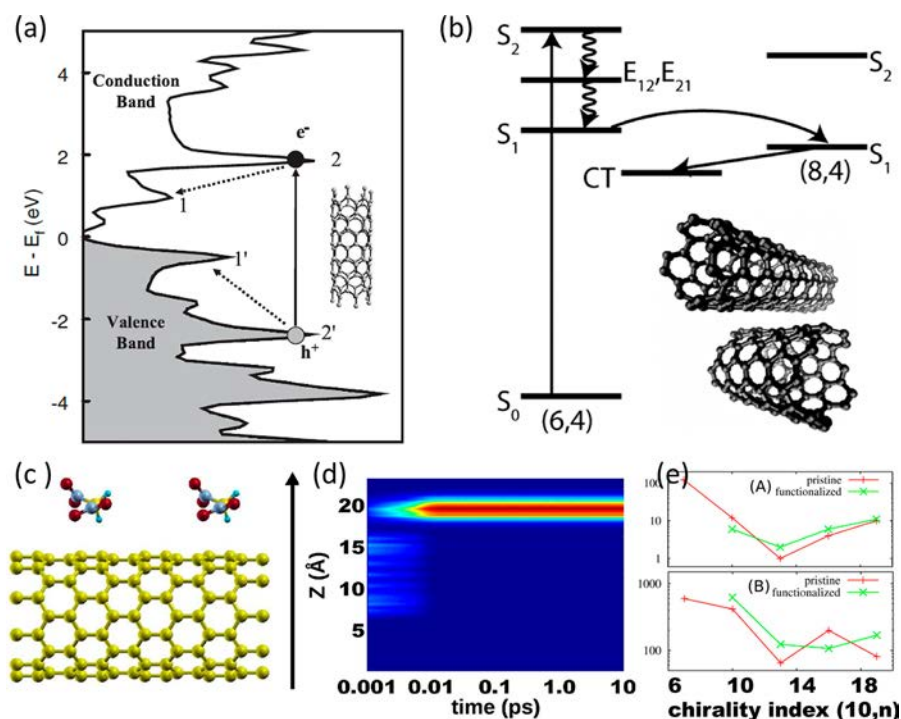 (a)
4
2
0
-2
-4
E - E_f (eV)
Conduction
Band
e⁻
2
1
1'
Valence
Band
2'
h⁺
(b)
S₂
E₁₂,E₂₁
S₁
S₀
(6,4)
S₂
S₁
(8,4)
CT
(c )
(d)
20
15
10
5
Z (Å)
0.001
0.01
0.1
1
10
time (ps)
(e)
(A)
pristine
functionalized
100
10
1
(B)
pristine
functionalized
1000
100
6
10
14
18
chirality index (10,n)